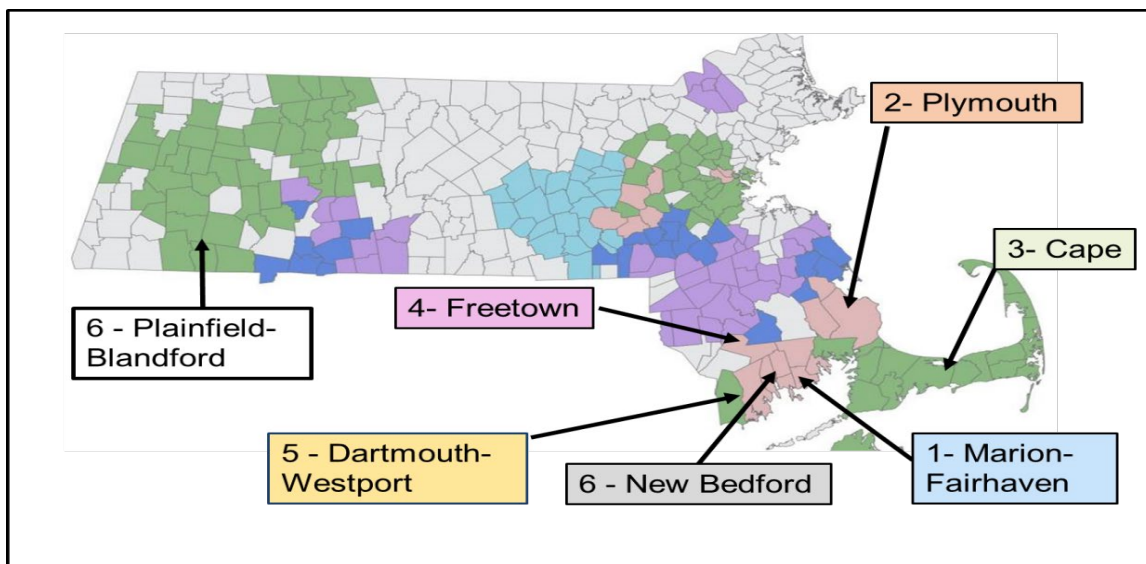 2- Plymouth
3- Cape
4- Freetown
6 - Plainfield-
Blandford
5 - Dartmouth-
Westport
6 - New Bedford
1- Marion-
Fairhaven